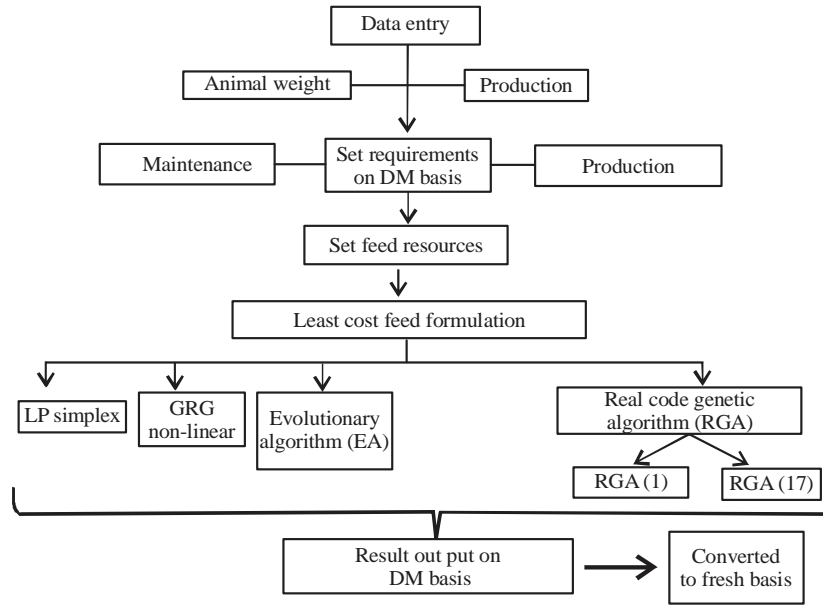 Data entry
Animal weight
Production
Maintenance
Set requirements
on DM basis
Production
Set feed resources
Least cost feed formulation
LP simplex
GRG
non-linear
Evolutionary
algorithm (EA)
Real code genetic
algorithm (RGA)
RGA (1)
RGA (17)
Result out put on
DM basis
Converted
to fresh basis